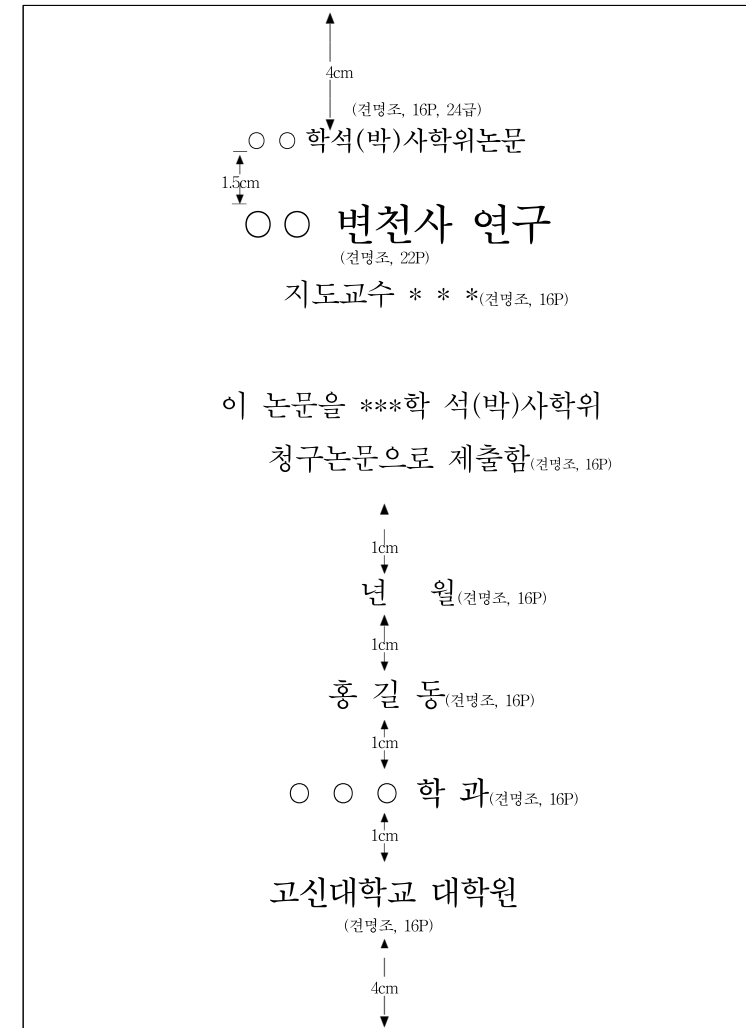 4cm
(견명조, 16P, 24급)
○ ○ 학석(박)사학위논문
1.5cm
○○ 변천사 연구
(견명조, 22P)
지도교수 * * *(견명조, 16P)
이 논문을 ***학 석(박)사학위
청구논문으로 제출함(견명조, 16P)
1cm
년 월(견명조, 16P)
1cm
홍 길 동(견명조, 16P)
1cm
○ ○ ○ 학 과(견명조, 16P)
1cm
고신대학교 대학원
(견명조, 16P)
4cm